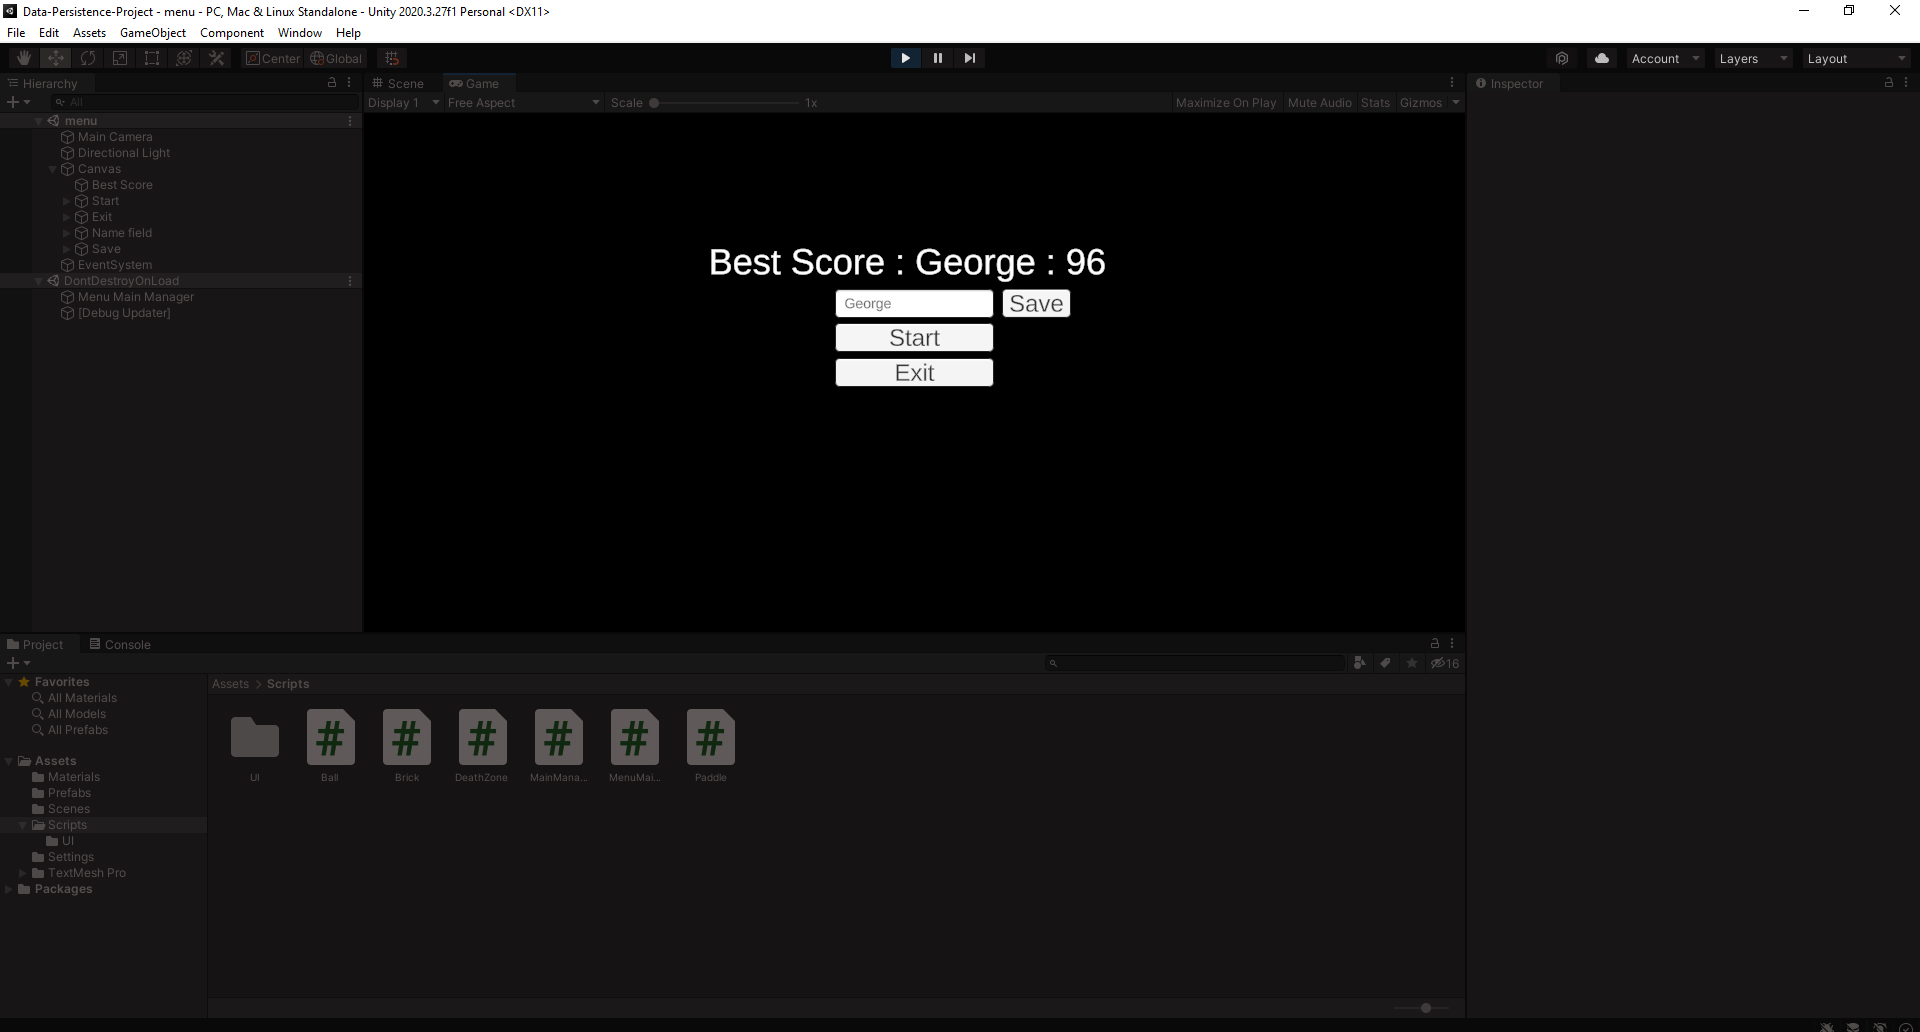 Data-Persistence-Project - menu - PC, Mac & Linux Standalone - Unity 2020.3.27f1 Personal <DX11>
File Edit Assets GameObject Component Window Help
Center Global Account Layers Layout
Hierarchy
All
menu
Main Camera
Directional Light
Canvas
Best Score
Start
Exit
Name field
Save
EventSystem
DontDestroyOnLoad
Menu Main Manager
[Debug Updater]
Scene Game
Display 1 Free Aspect Scale 1x Maximize On Play Mute Audio Stats Gizmos
Best Score : George : 96
George Save
Start
Exit
Inspector
Project Console
16
Favorites
All Materials
All Models
All Prefabs
Assets
Materials
Prefabs
Scenes
Scripts
UI
Settings
TextMesh Pro
Packages
Assets > Scripts
UI Ball Brick DeathZone MainMana... MenuMai... Paddle